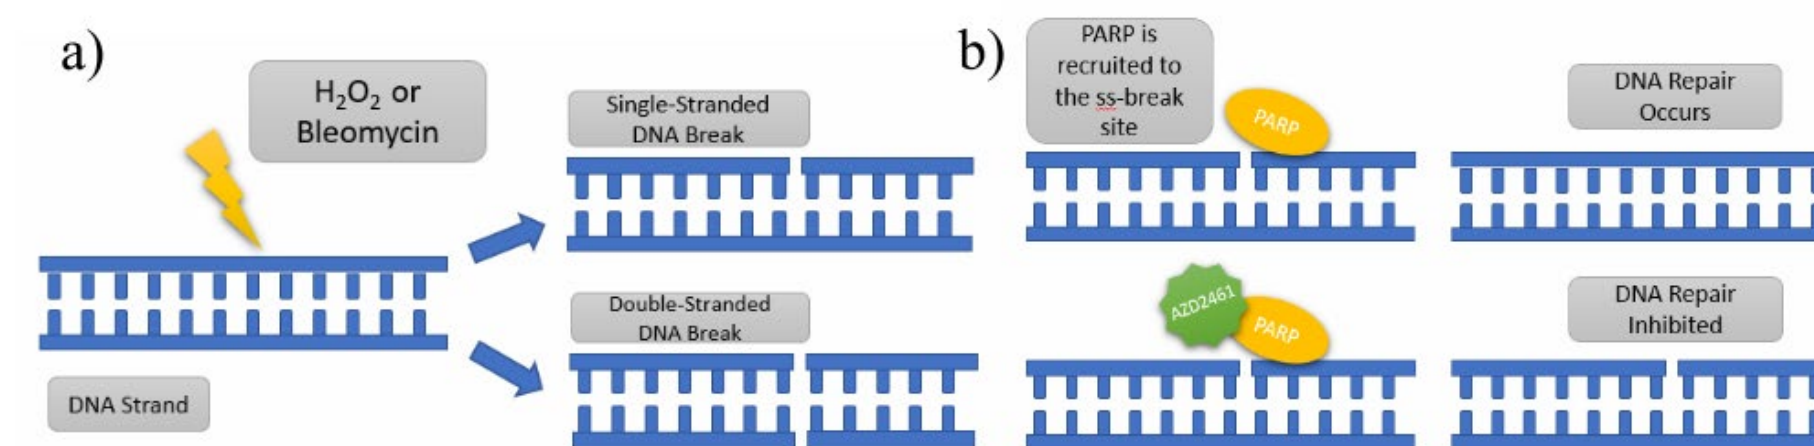 a)
H₂O₂ or
Bleomycin
DNA Strand
Single-Stranded
DNA Break
Double-Stranded
DNA Break
b)
PARP is
recruited to
the ss-break
site
PARP
DNA Repair
Occurs
AZD2461
PARP
DNA Repair
Inhibited